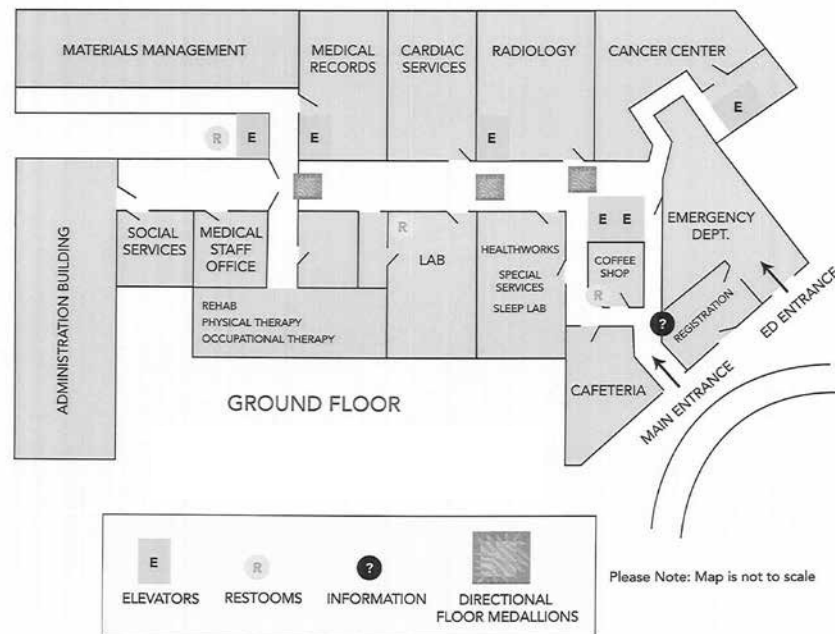 MATERIALS MANAGEMENT
MEDICAL
RECORDS
CARDIAC
SERVICES
RADIOLOGY
CANCER CENTER
R
E
E
E
E
SOCIAL
SERVICES
MEDICAL
STAFF
OFFICE
R
LAB
HEALTHWORKS
SPECIAL
SERVICES
SLEEP LAB
E
E
COFFEE
SHOP
R
EMERGENCY
DEPT.
ADMINISTRATION BUILDING
REHAB
PHYSICAL THERAPY
OCCUPATIONAL THERAPY
?
REGISTRATION
ED ENTRANCE
CAFETERIA
MAIN ENTRANCE
GROUND FLOOR
E
R
?
ELEVATORS
RESTOOMS
INFORMATION
DIRECTIONAL
FLOOR MEDALLIONS
Please Note: Map is not to scale